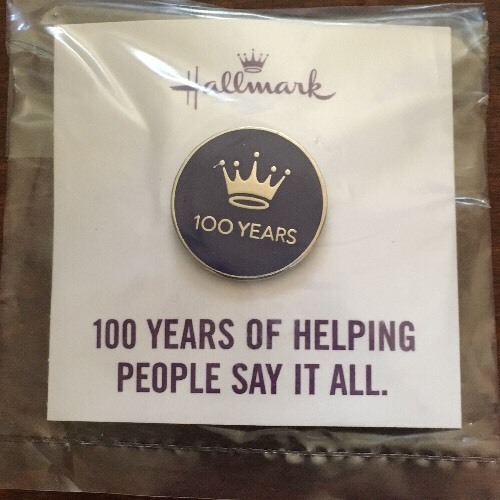 Hallmark
100 YEARS
100 YEARS OF HELPING
PEOPLE SAY IT ALL.